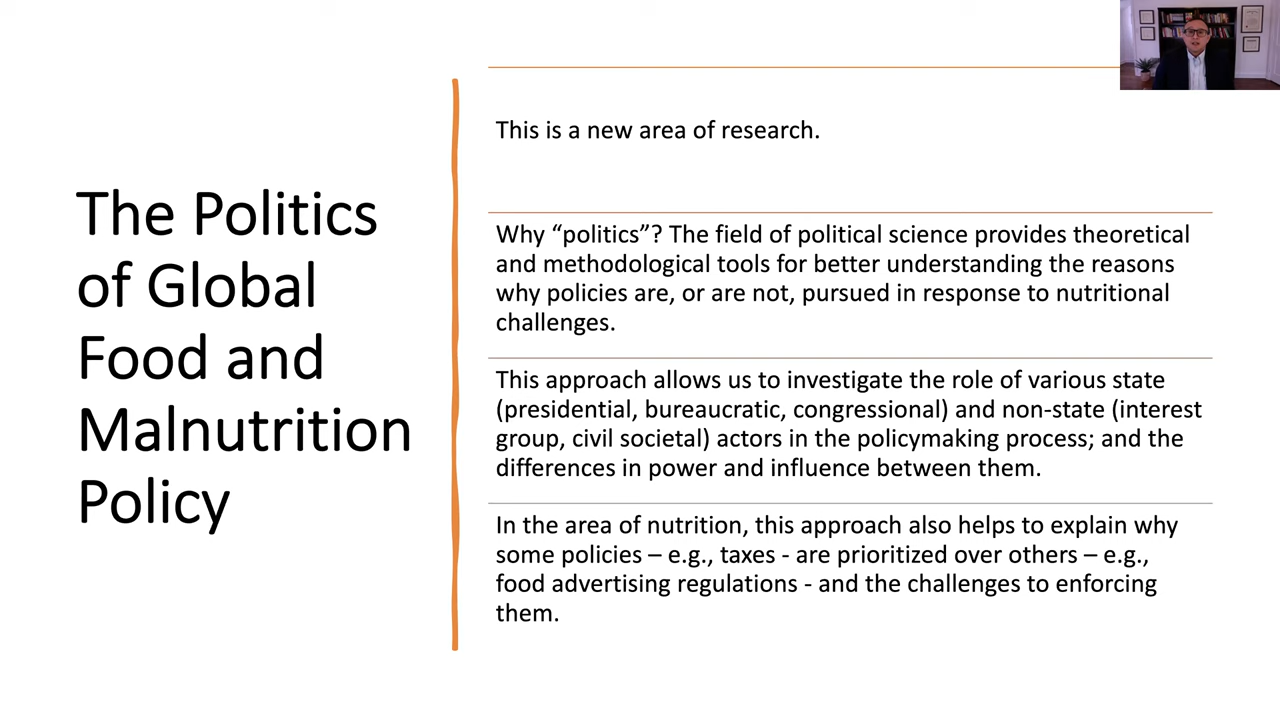 The Politics
of Global
Food and
Malnutrition
Policy
This is a new area of research.
Why “politics”? The field of political science provides theoretical
and methodological tools for better understanding the reasons
why policies are, or are not, pursued in response to nutritional
challenges.
This approach allows us to investigate the role of various state
(presidential, bureaucratic, congressional) and non-state (interest
group, civil societal) actors in the policymaking process; and the
differences in power and influence between them.
In the area of nutrition, this approach also helps to explain why
some policies – e.g., taxes - are prioritized over others – e.g.,
food advertising regulations - and the challenges to enforcing
them.